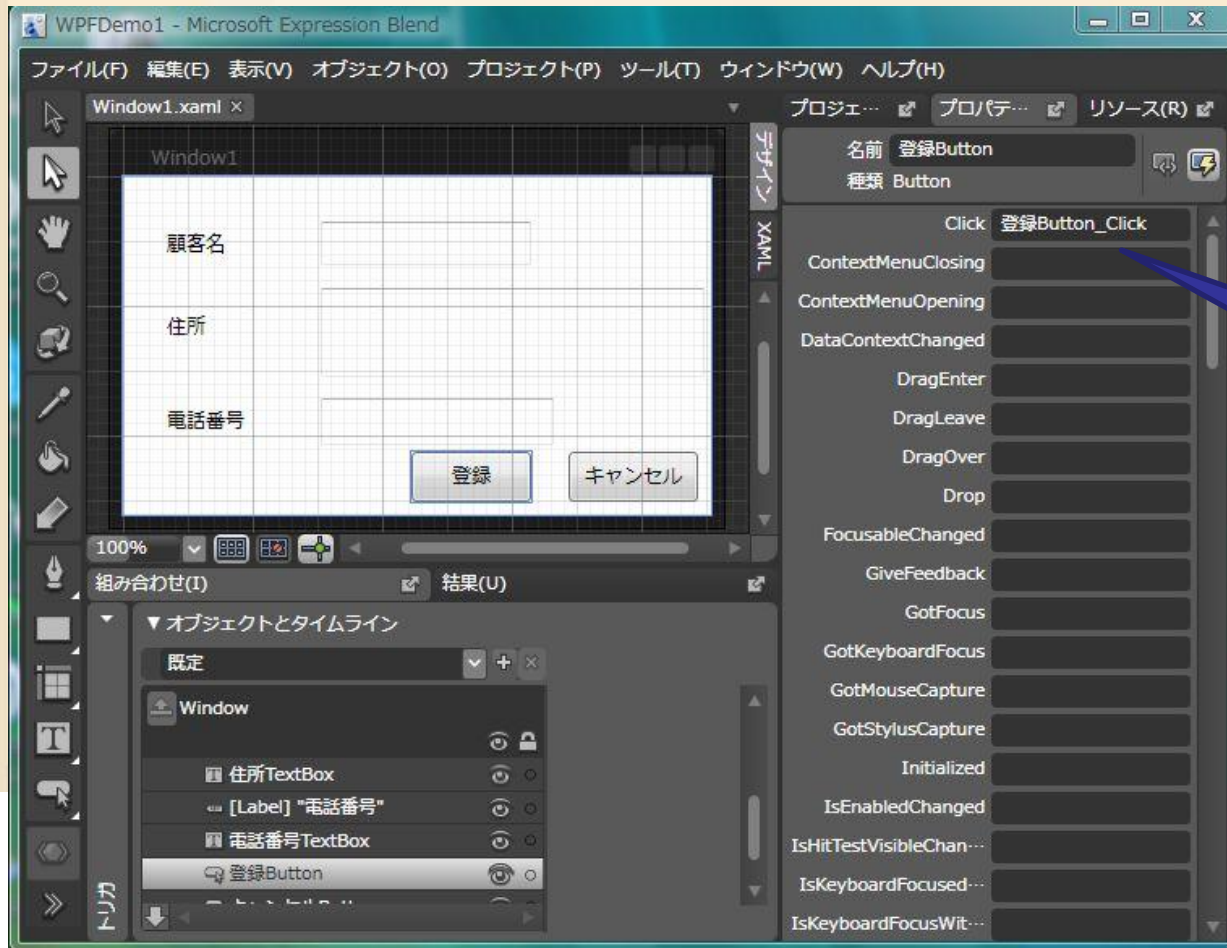 WPFDemo1 - Microsoft Expression Blend
ファイル(F) 編集(E) 表示(V) オブジェクト(O) プロジェクト(P) ツール(T) ウィンドウ(W) ヘルプ(H)
Window1.xaml ×
プロジェ… プロパテ… リソース(R)
Window1
デザイン
XAML
名前 登録Button
種類 Button
顧客名
住所
電話番号
登録 キャンセル
100%
組み合わせ(I) 結果(U)
▼オブジェクトとタイムライン
既定
Window
住所TextBox
[Label] "電話番号"
電話番号TextBox
登録Button
トリガ
Click 登録Button_Click
ContextMenuClosing
ContextMenuOpening
DataContextChanged
DragEnter
DragLeave
DragOver
Drop
FocusableChanged
GiveFeedback
GotFocus
GotKeyboardFocus
GotMouseCapture
GotStylusCapture
Initialized
IsEnabledChanged
IsHitTestVisibleChan…
IsKeyboardFocused…
IsKeyboardFocusWit…